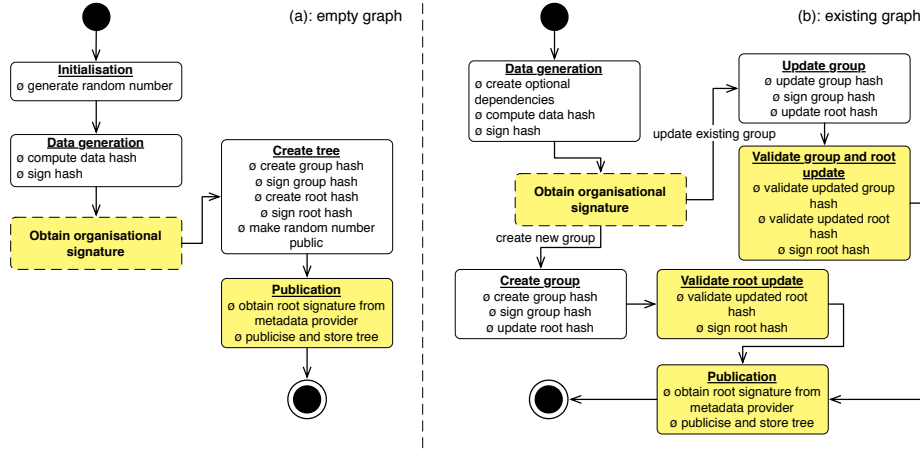 (a): empty graph
Initialisation
ø generate random number
Data generation
ø compute data hash
ø sign hash
Obtain organisational
signature
Create tree
ø create group hash
ø sign group hash
ø create root hash
ø sign root hash
ø make random number
public
Publication
ø obtain root signature from
metadata provider
ø publicise and store tree
(b): existing graph
Data generation
ø create optional
dependencies
ø compute data hash
ø sign hash
Obtain organisational
signature
update existing group
Update group
ø update group hash
ø sign group hash
ø update root hash
Validate group and root
update
ø validate updated group
hash
ø validate updated root
hash
ø sign root hash
create new group
Create group
ø create group hash
ø sign group hash
ø update root hash
Validate root update
ø validate updated root
hash
ø sign root hash
Publication
ø obtain root signature from
metadata provider
ø publicise and store tree